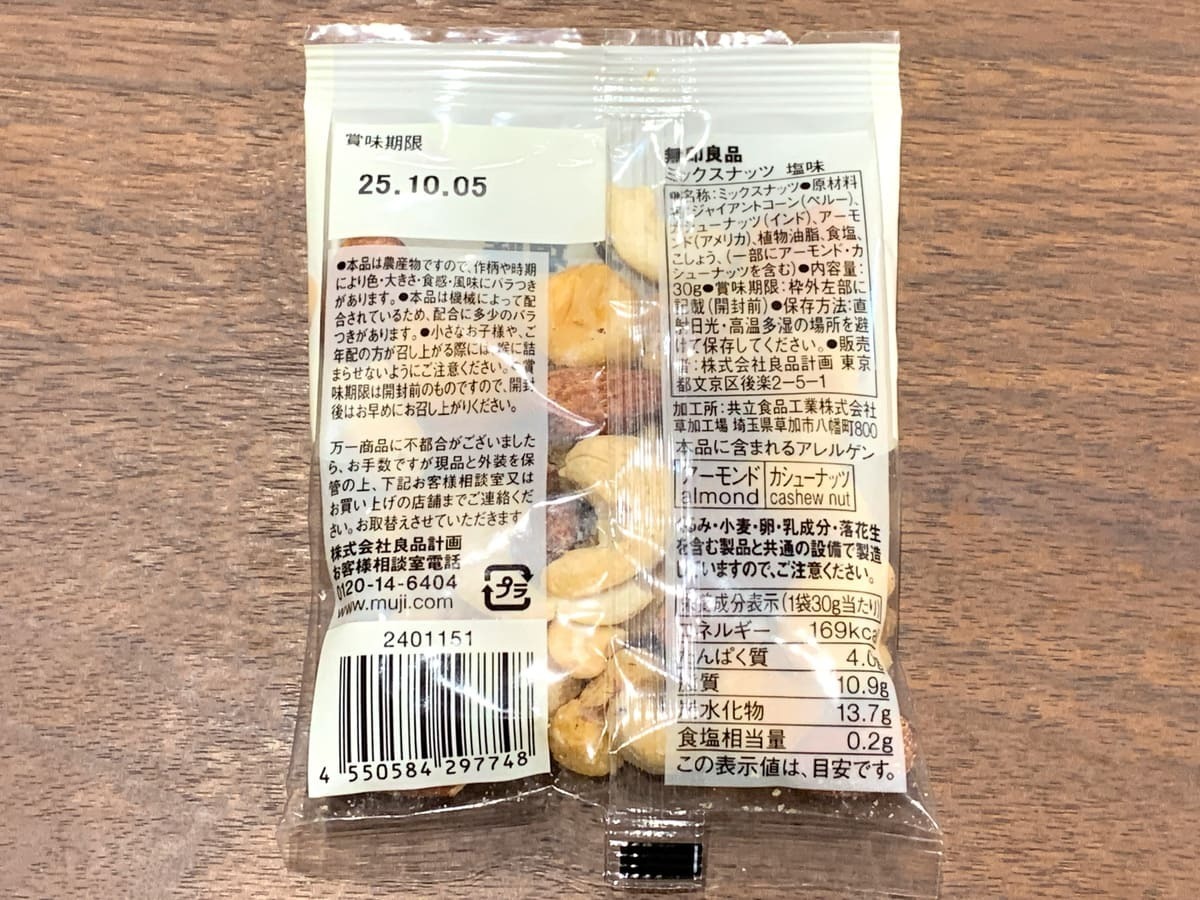 賞味期限
25.10.05
●本品は農産物ですので、作柄や時期
により色・大きさ・食感・風味にバラつき
があります。●本品は機械によって配
合されているため、配合に多少のバラ
つきがあります。●小さなお子様や、ご
年配の方が召し上がる際には、喉に詰
まらせないようにご注意ください。●賞
味期限は開封前のものですので、開封
後はお早めにお召し上がりください。
万一商品に不都合がございました
ら、お手数ですが現品と外装を保
管の上、下記お客様相談室又は
お買い上げの店舗までご連絡くだ
さい。お取替えさせていただきます。
株式会社良品計画
お客様相談室電話
0120-14-6404
www.muji.com
プラ
2401151
4 550584 297748
無印良品
ミックスナッツ 塩味
●名称:ミックスナッツ●原材料
名:ジャイアントコーン(ペルー)、
カシューナッツ(インド)、アーモ
ンド(アメリカ)、植物油脂、食塩、
こしょう、(一部にアーモンド・カ
シューナッツを含む)●内容量:
30g●賞味期限:枠外左部に
記載(開封前)●保存方法:直
射日光・高温多湿の場所を避
けて保存してください。●販売
者:株式会社良品計画 東京
都文京区後楽2-5-1
加工所:共立食品工業株式会社
草加工場 埼玉県草加市八幡町800
本品に含まれるアレルゲン
アーモンド カシューナッツ
almond cashew nut
くるみ・小麦・卵・乳成分・落花生
を含む製品と共通の設備で製造
していますので、ご注意ください。
栄養成分表示(1袋30g当たり)
エネルギー 169kcal
たんぱく質 4.0g
脂質 10.9g
炭水化物 13.7g
食塩相当量 0.2g
この表示値は、目安です。